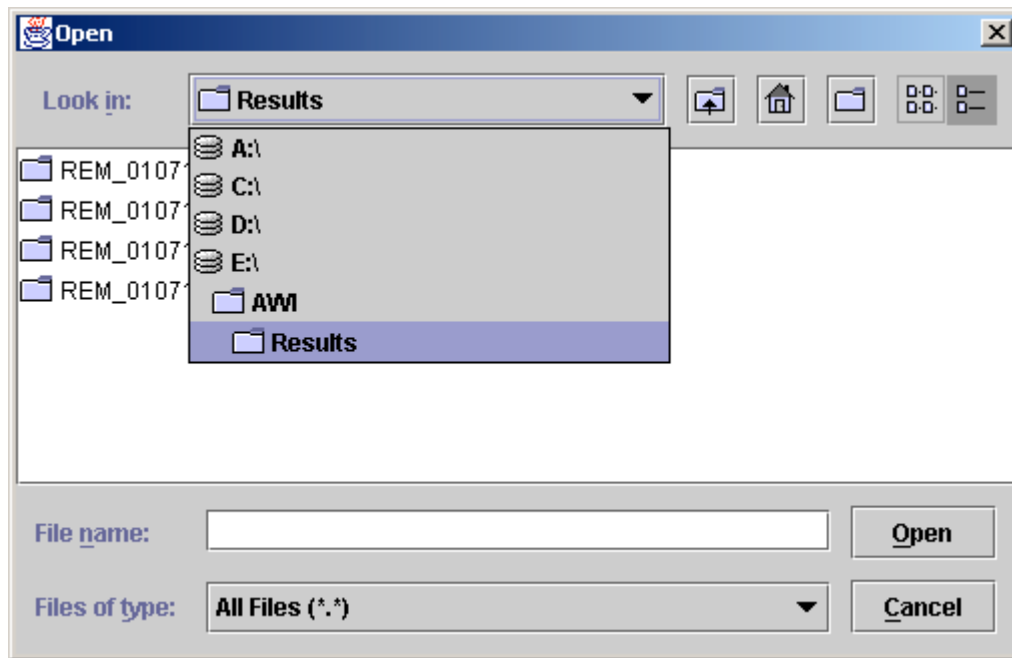 Open
Look in: Results
A:\
C:\
D:\
E:\
AWI
Results
REM_0107
REM_0107
REM_0107
REM_0107
File name: Open
Files of type: All Files (*.*) Cancel